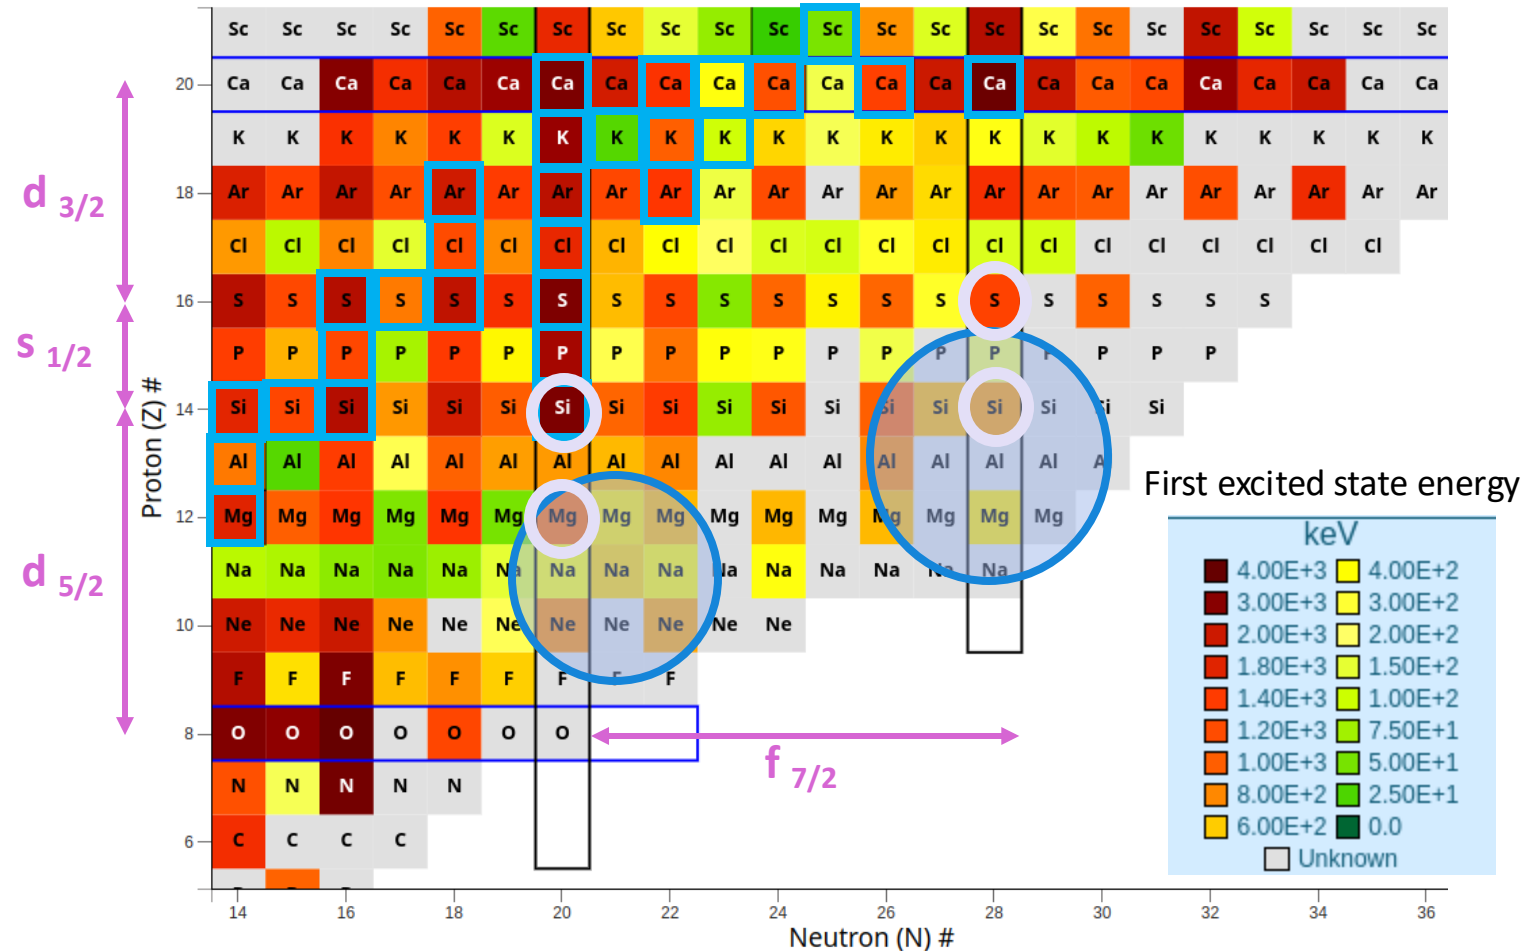 Sc Sc Sc Sc Sc Sc Sc Sc Sc Sc Sc Sc Sc Sc Sc Sc Sc Sc Sc Sc Sc Sc Sc
20 Ca Ca Ca Ca Ca Ca Ca Ca Ca Ca Ca Ca Ca Ca Ca Ca Ca Ca Ca Ca Ca Ca Ca
K K K K K K K K K K K K K K K K K K K K K K K
d 3/2
18 Ar Ar Ar Ar Ar Ar Ar Ar Ar Ar Ar Ar Ar Ar Ar Ar Ar Ar Ar Ar Ar Ar Ar
Cl Cl Cl Cl Cl Cl Cl Cl Cl Cl Cl Cl Cl Cl Cl Cl Cl Cl Cl Cl Cl Cl
16 S S S S S S S S S S S S S S S S S S S S
s 1/2
P P P P P P P P P P P P P P P P P P P
14 Si Si Si Si Si Si Si Si Si Si Si Si Si Si Si Si Si Si
Al Al Al Al Al Al Al Al Al Al Al Al Al Al Al Al Al
12 Mg Mg Mg Mg Mg Mg Mg Mg Mg Mg Mg Mg Mg Mg Mg Mg
d 5/2
Na Na Na Na Na Na Na Na Na Na Na Na Na Na Na
10 Ne Ne Ne Ne Ne Ne Ne Ne Ne Ne Ne
F F F F F F F F F
8 O O O O O O O
f 7/2
N N N N N
6 C C C C
Proton (Z) #
14 16 18 20 22 24 26 28 30 32 34 36
Neutron (N) #
First excited state energy
keV
4.00E+3 4.00E+2
3.00E+3 3.00E+2
2.00E+3 2.00E+2
1.80E+3 1.50E+2
1.40E+3 1.00E+2
1.20E+3 7.50E+1
1.00E+3 5.00E+1
8.00E+2 2.50E+1
6.00E+2 0.0
Unknown